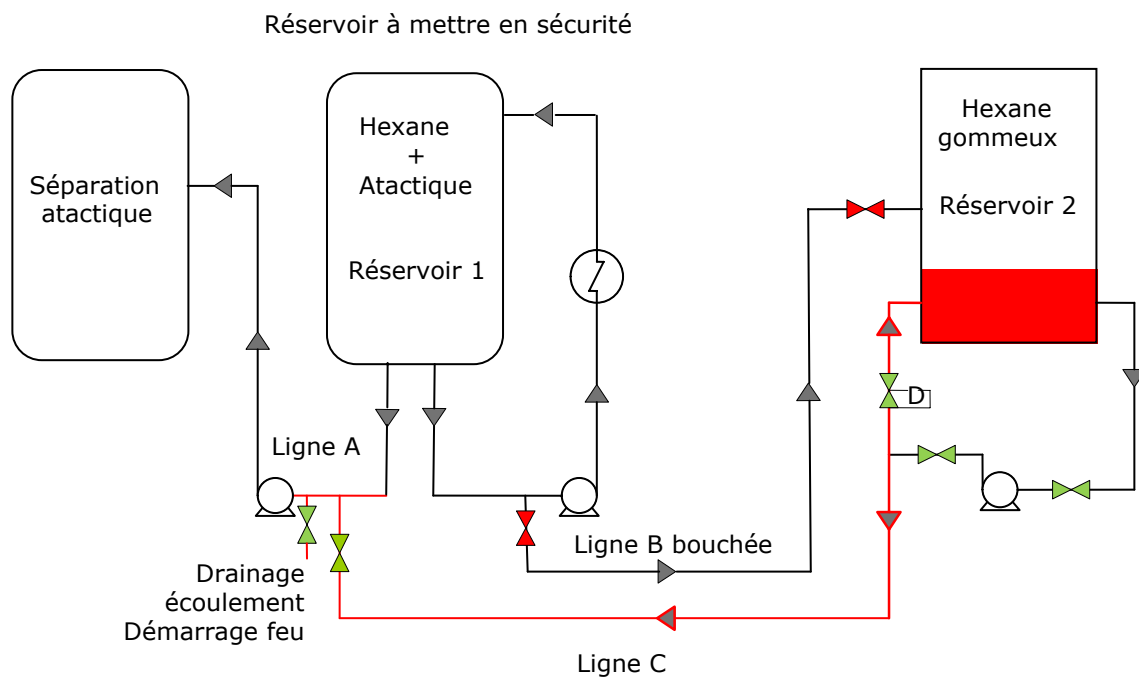 Réservoir à mettre en sécurité
Séparation
atactique
Hexane
+
Atactique
Réservoir 1
Hexane
gommeux
Réservoir 2
D
Ligne A
Ligne B bouchée
Drainage
écoulement
Démarrage feu
Ligne C